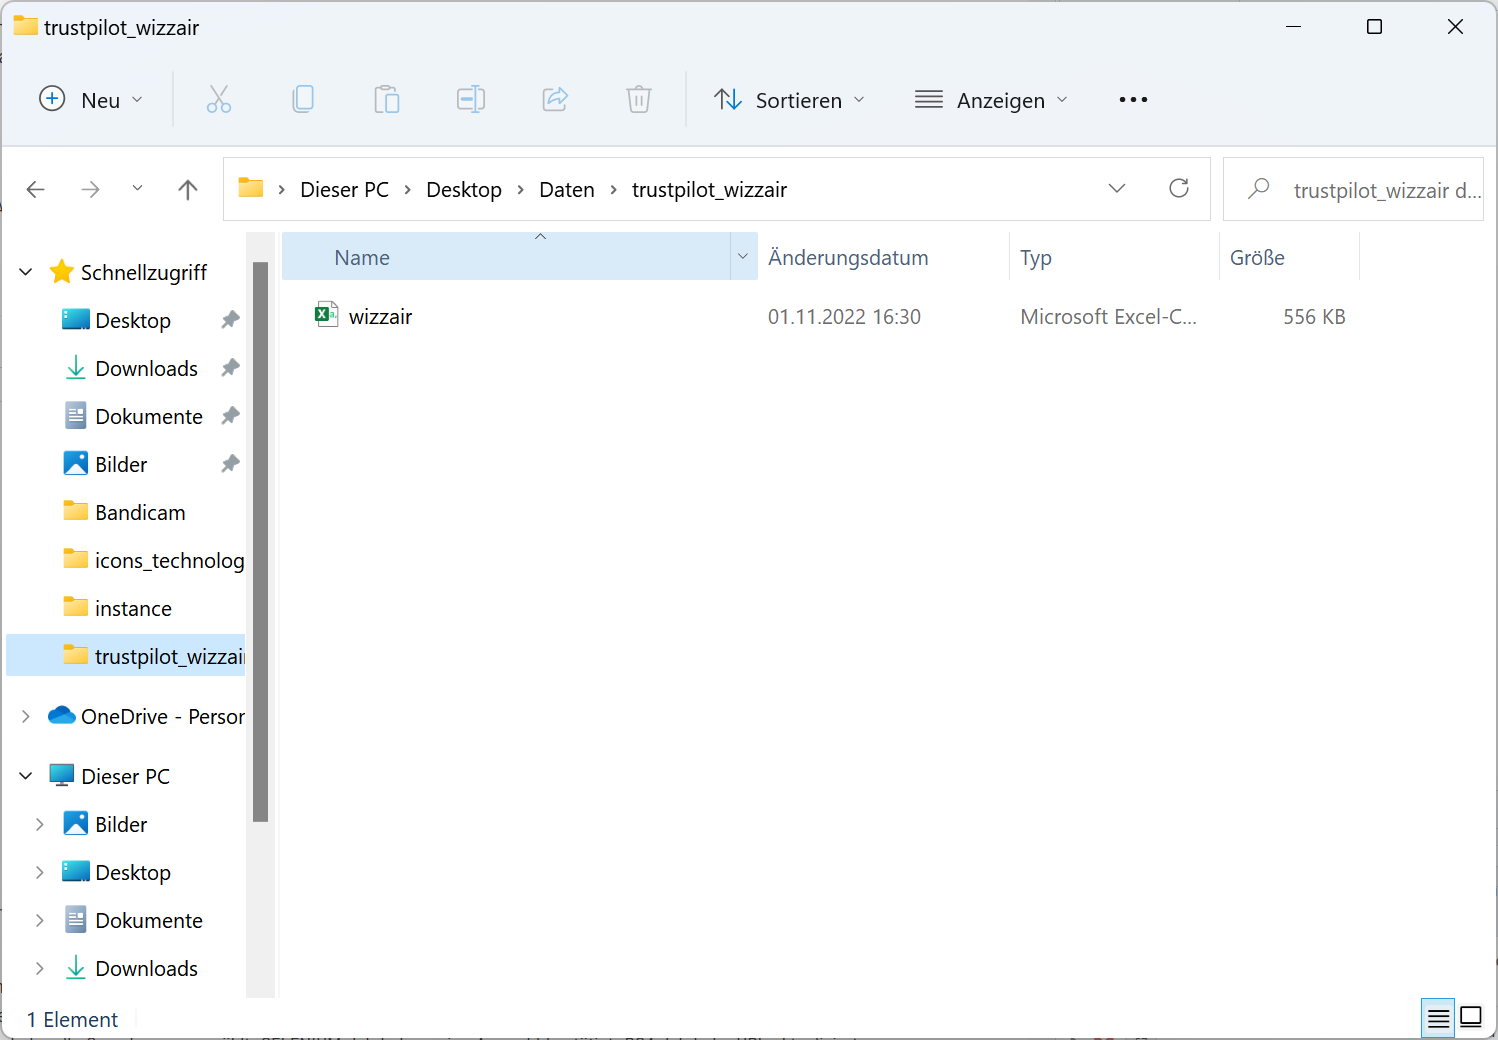 trustpilot_wizzair
Neu
Sortieren
Anzeigen
Dieser PC > Desktop > Daten > trustpilot_wizzair
trustpilot_wizzair d...
Name
Änderungsdatum
Typ
Größe
wizzair
01.11.2022 16:30
Microsoft Excel-C...
556 KB
Schnellzugriff
Desktop
Downloads
Dokumente
Bilder
Bandicam
icons_technolog
instance
trustpilot_wizzair
OneDrive - Person
Dieser PC
Bilder
Desktop
Dokumente
Downloads
1 Element